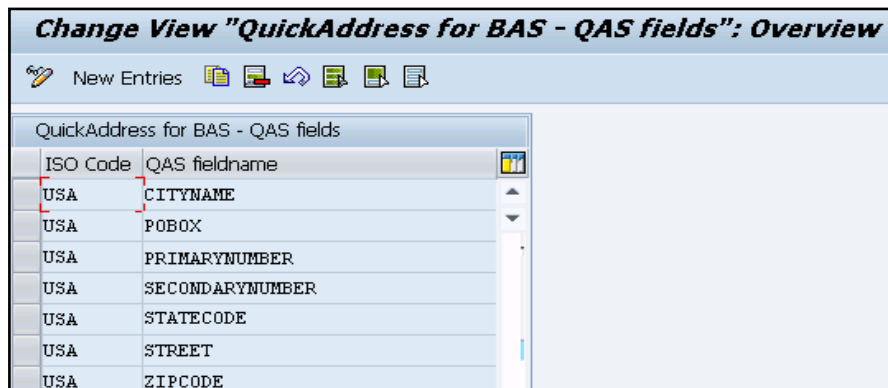 Change View "QuickAddress for BAS - QAS fields": Overview
New Entries
QuickAddress for BAS - QAS fields
ISO Code QAS fieldname
USA CITYNAME
USA POBOX
USA PRIMARYNUMBER
USA SECONDARYNUMBER
USA STATECODE
USA STREET
USA ZIPCODE